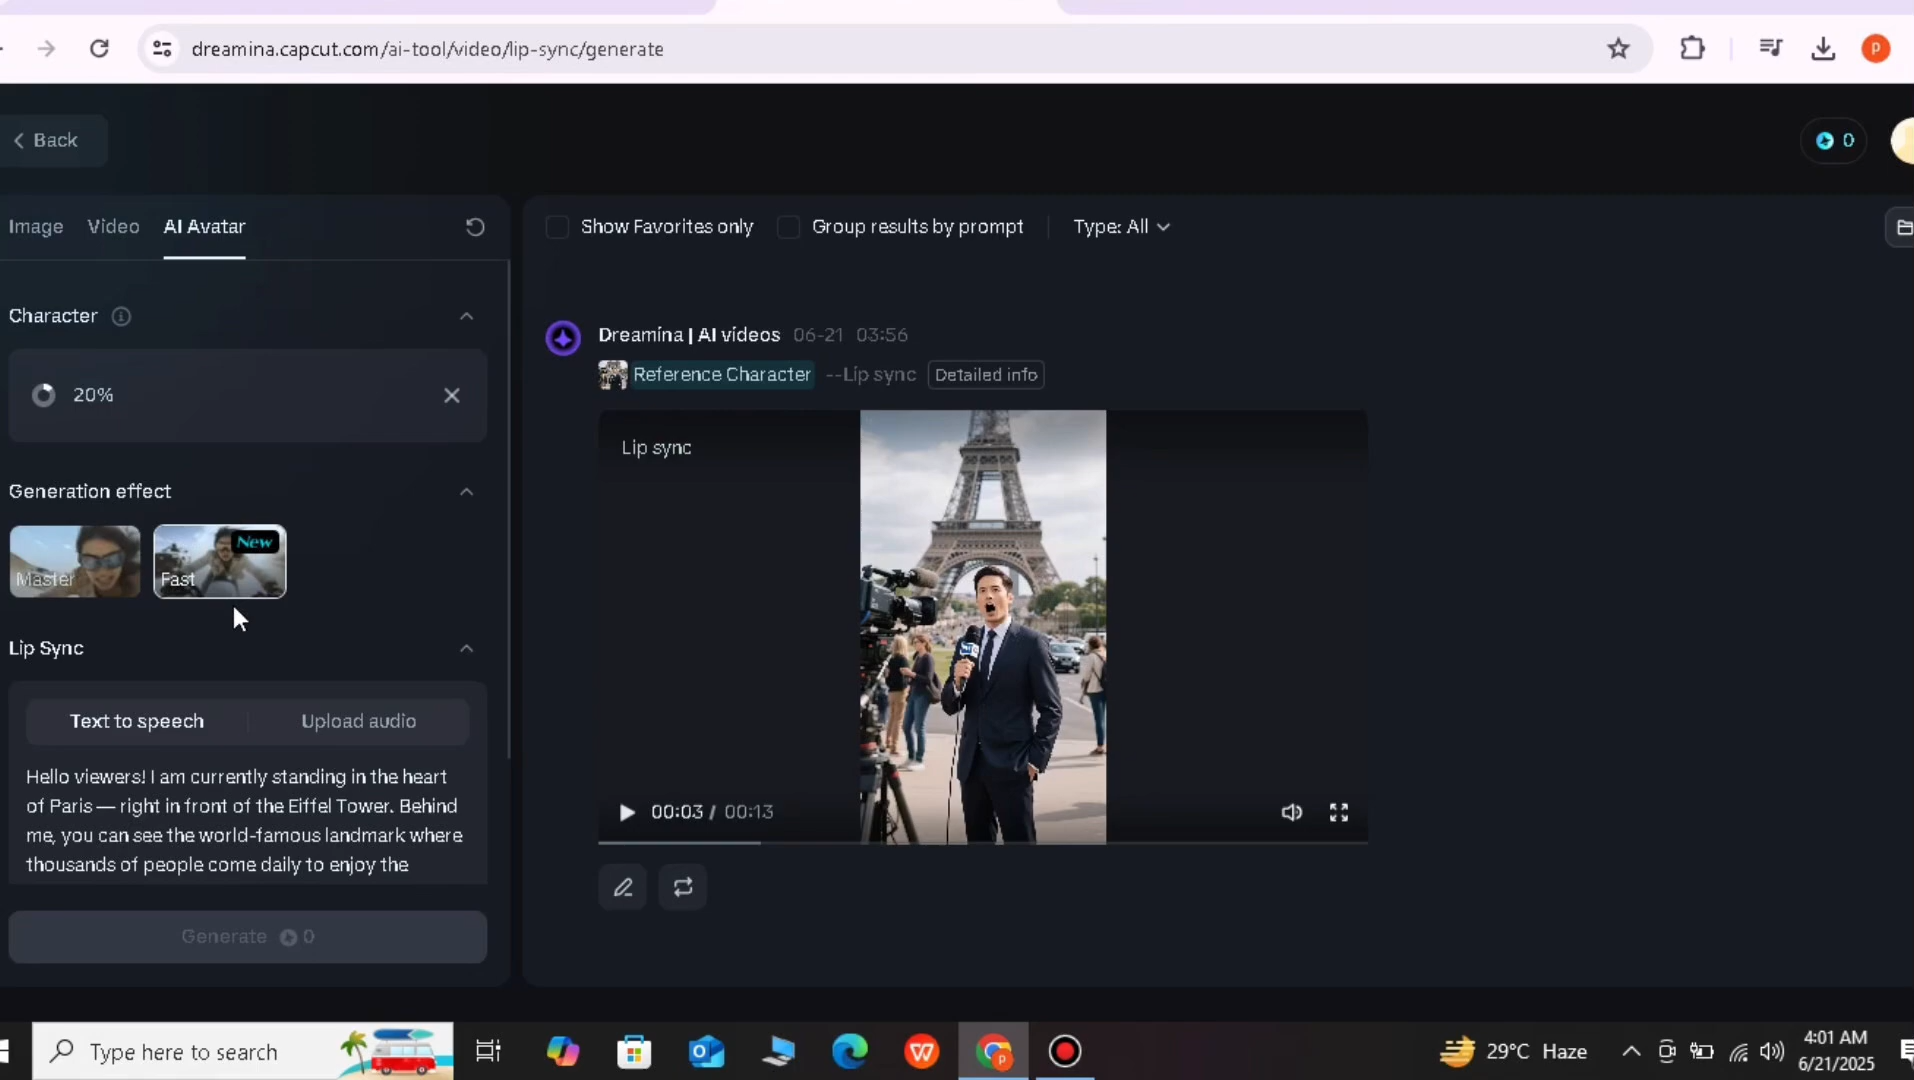 dreamina.capcut.com/ai-tool/video/lip-sync/generate
P
Back
0
Image Video AI Avatar
Show Favorites only Group results by prompt Type: All
Character
20%
Generation effect
Master
New
Fast
Lip Sync
Text to speech Upload audio
Hello viewers! I am currently standing in the heart
of Paris — right in front of the Eiffel Tower. Behind
me, you can see the world-famous landmark where
thousands of people come daily to enjoy the
Generate 0
Dreamina | AI videos 06-21 03:56
Reference Character --Lip sync Detailed info
Lip sync
00:03 / 00:13
Type here to search
29°C Haze
4:01 AM
6/21/2025